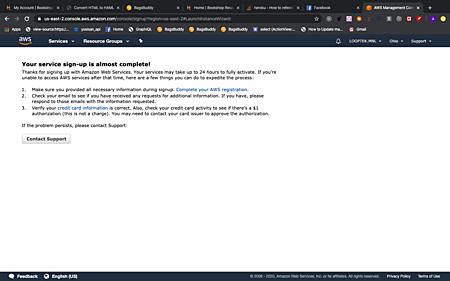 My Account | Bootstrap
Convert HTML to HAML
BagsBuddy
Home | Bootstrap Re
heroku - How to referen
Facebook
AWS Management Con
us-east-2.console.aws.amazon.com/console/signup?region=us-east-2#LaunchInstanceWizard:
Apps
view-source:https://
yoolsan_api
Home
GraphiQL
BagsBuddy
BagsBuddy
select (ActionView
How to Update ma
GMail
aws
Services
Resource Groups
LOOPTEK_MNL
Ohio
Support
Your service sign-up is almost complete!
Thanks for signing up with Amazon Web Services. Your services may take up to 24 hours to fully activate. If you're
unable to access AWS services after that time, here are a few things you can do to expedite the process:
1. Make sure you provided all necessary information during signup. Complete your AWS registration.
2. Check your email to see if you have received any requests for additional information. If you have, please
respond to those emails with the information requested.
3. Verify your credit card information is correct. Also, check your credit card activity to see if there's a $1
authorization (this is not a charge). You may need to contact your card issuer to approve the authorization.
If the problem persists, please contact Support:
Contact Support
Feedback
English (US)
© 2008 - 2020, Amazon Web Services, Inc. or its affiliates. All rights reserved.
Privacy Policy
Terms of Use